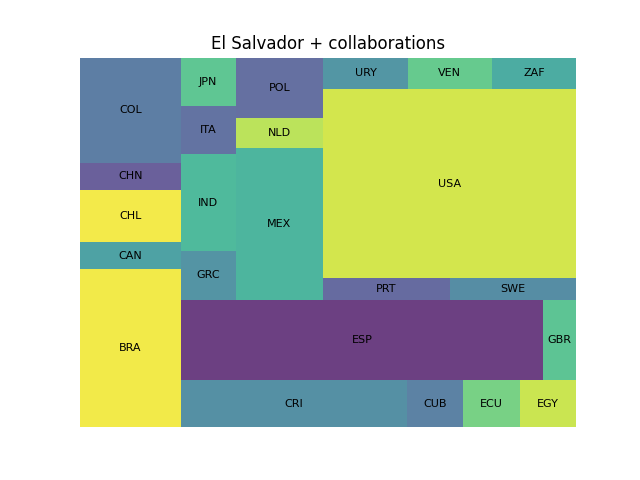 El Salvador + collaborations
COL
JPN
POL
URY
VEN
ZAF
ITA
NLD
CHN
USA
IND
MEX
CHL
CAN
GRC
PRT
SWE
BRA
ESP
GBR
CRI
CUB
ECU
EGY